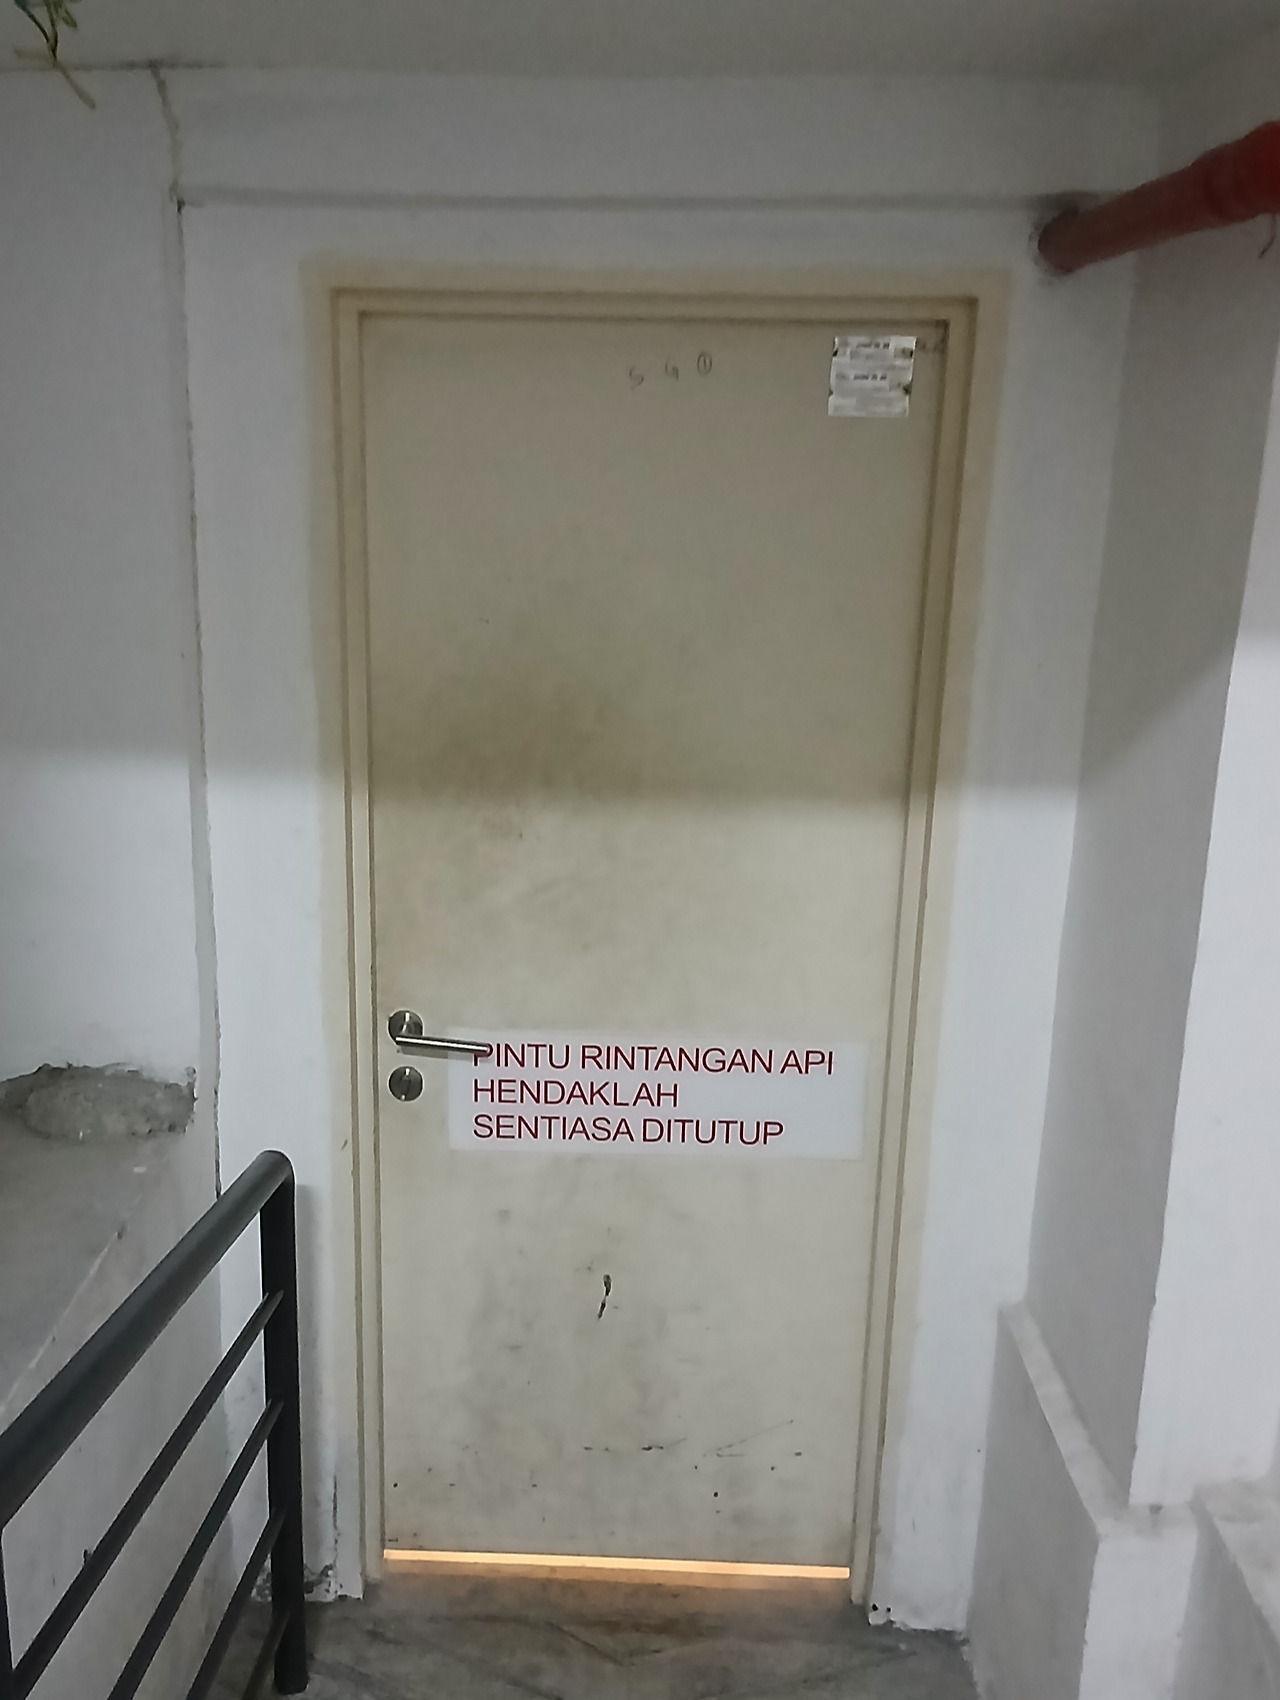 PINTU RINTANGAN API
HENDAKLAH
SENTIASA DITUTUP